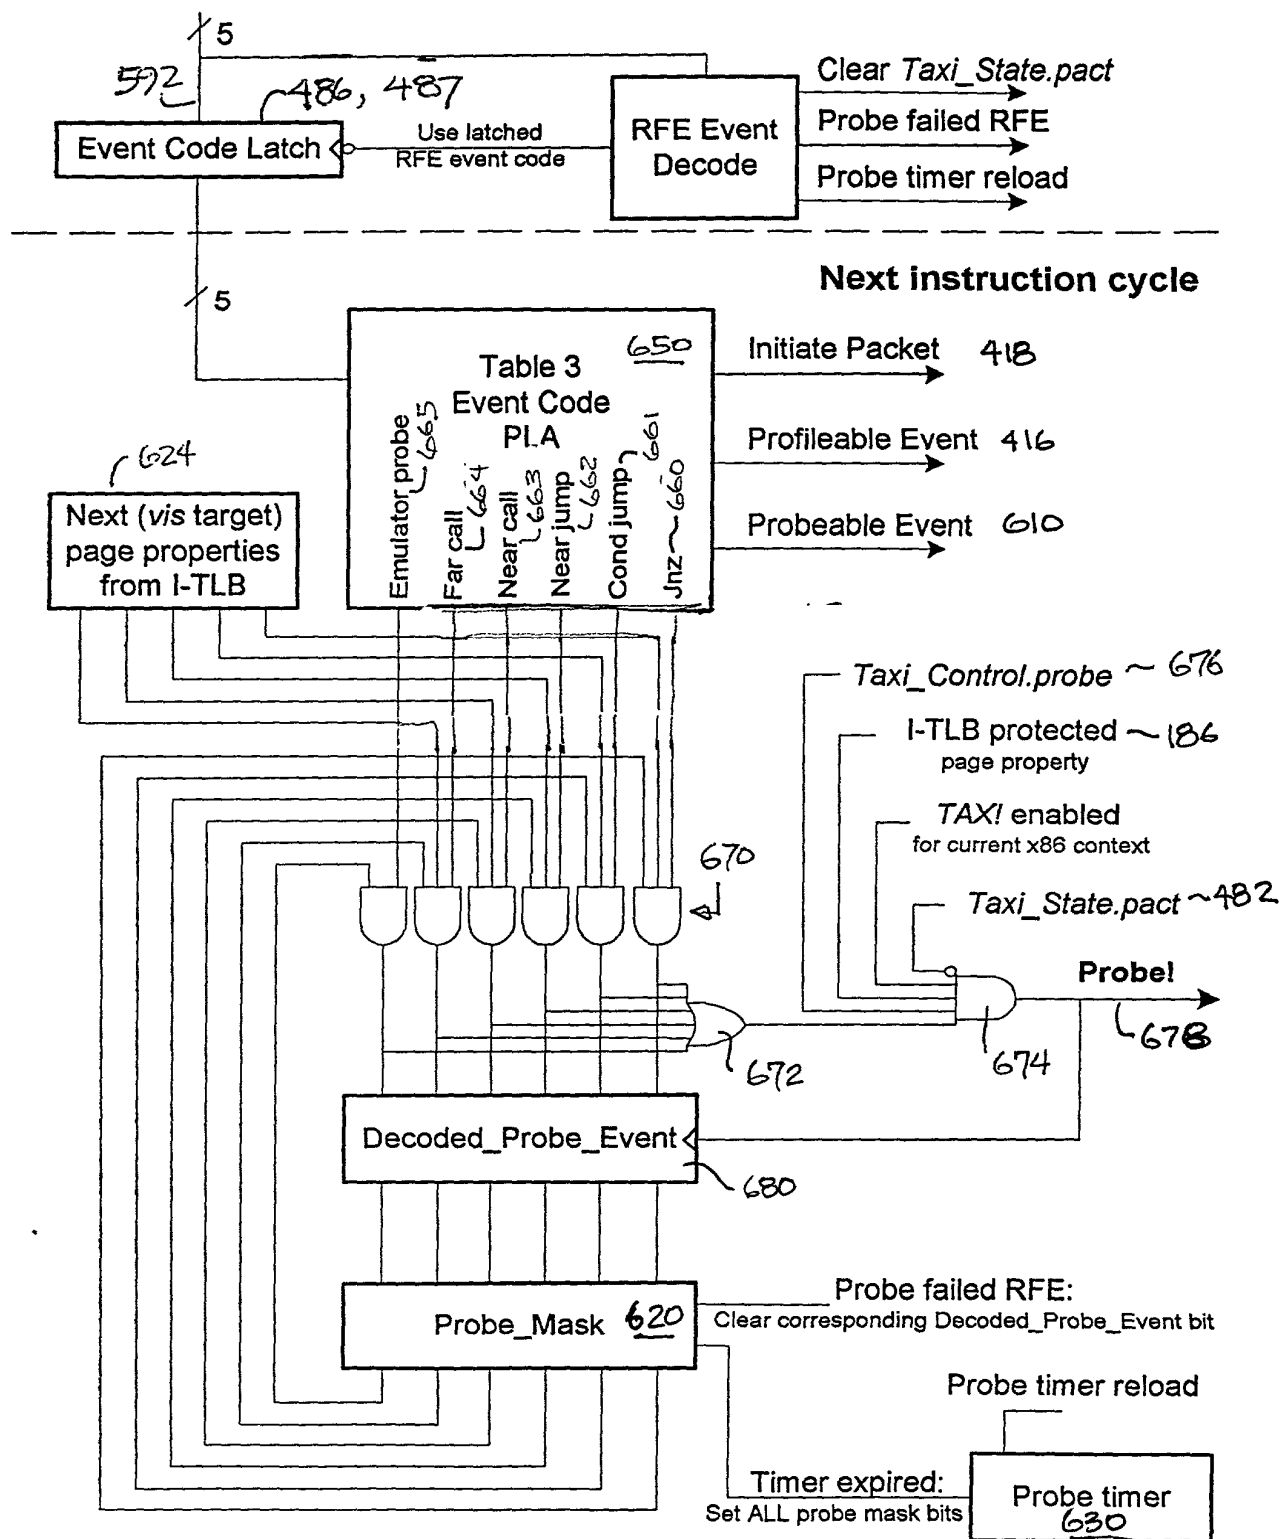 5
592
486, 487
Event Code Latch
Use latched
RFE event code
RFE Event
Decode
Clear Taxi_State.pact
Probe failed RFE
Probe timer reload
Next instruction cycle
5
650
Table 3
Event Code
PLA
Emulator probe
665
Far call
664
Near call
663
Near jump
662
Cond jump
661
Jnz
660
Initiate Packet 418
Profileable Event 416
Probeable Event 610
624
Next (vis target)
page properties
from I-TLB
Taxi_Control.probe ~ 676
I-TLB protected ~ 186
page property
TAX! enabled
for current x86 context
Taxi_State.pact ~ 482
670
Probe!
678
674
672
Decoded_Probe_Event
680
Probe_Mask 620
Probe failed RFE:
Clear corresponding Decoded_Probe_Event bit
Probe timer reload
Timer expired:
Set ALL probe mask bits
Probe timer
630